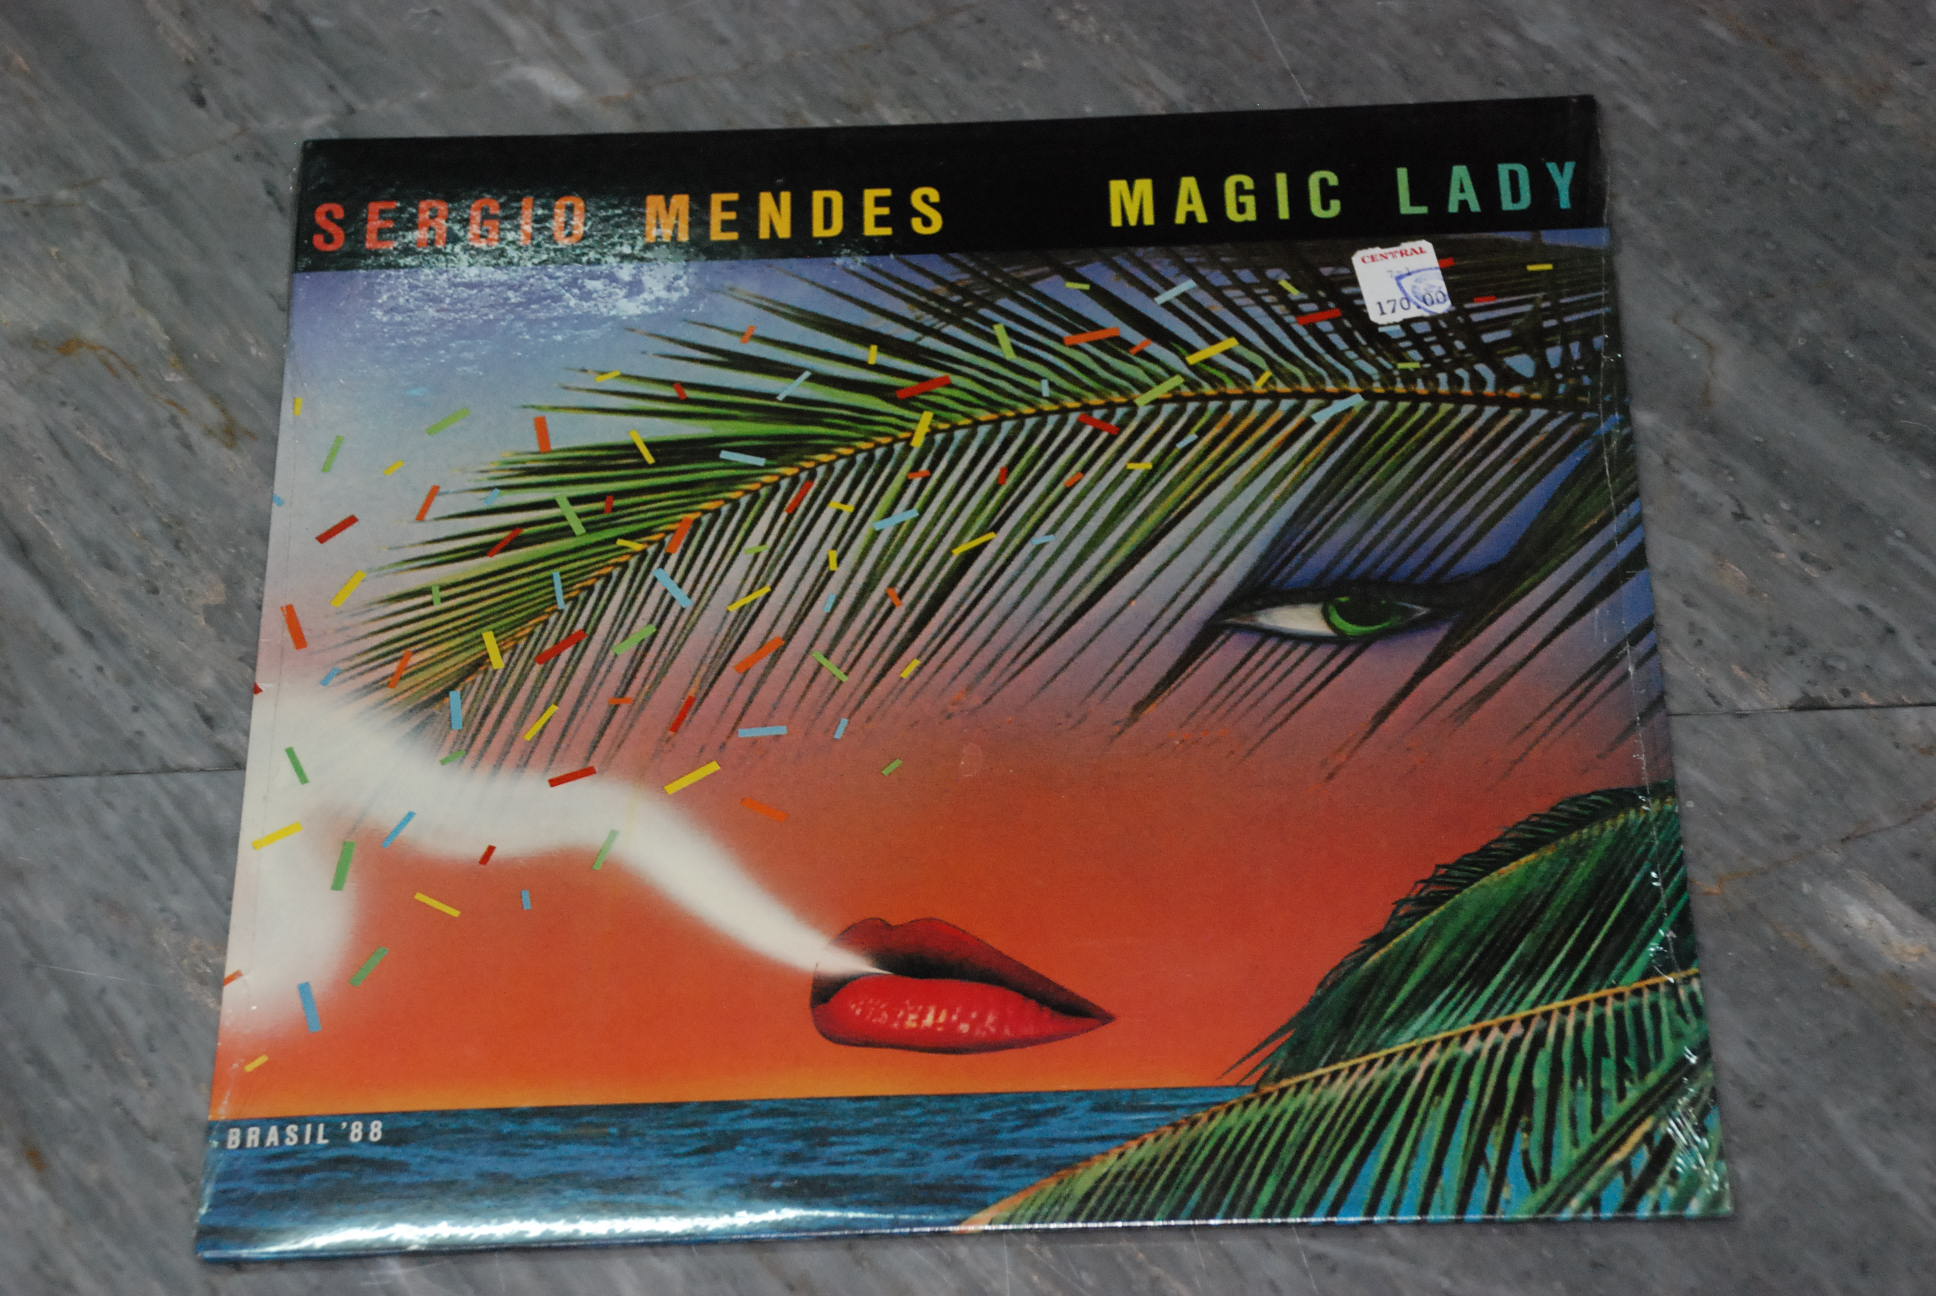 SERGIO MENDES MAGIC LADY
CENTRAL
170.00
BRASIL '88